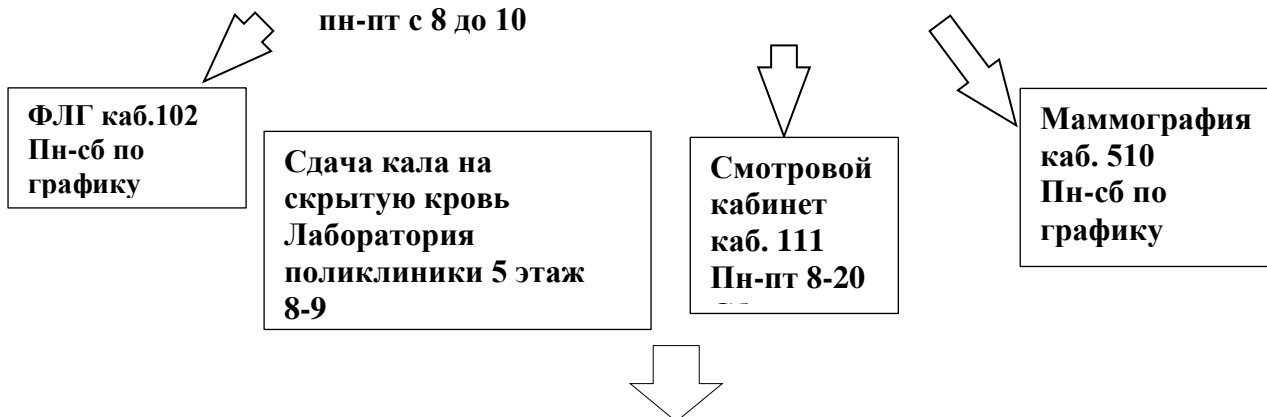 пн-пт с 8 до 10
ФЛГ каб.102
Пн-сб по
графику
Сдача кала на
скрытую кровь
Лаборатория
поликлиники 5 этаж
8-9
Смотровой
кабинет
каб. 111
Пн-пт 8-20
Маммография
каб. 510
Пн-сб по
графику